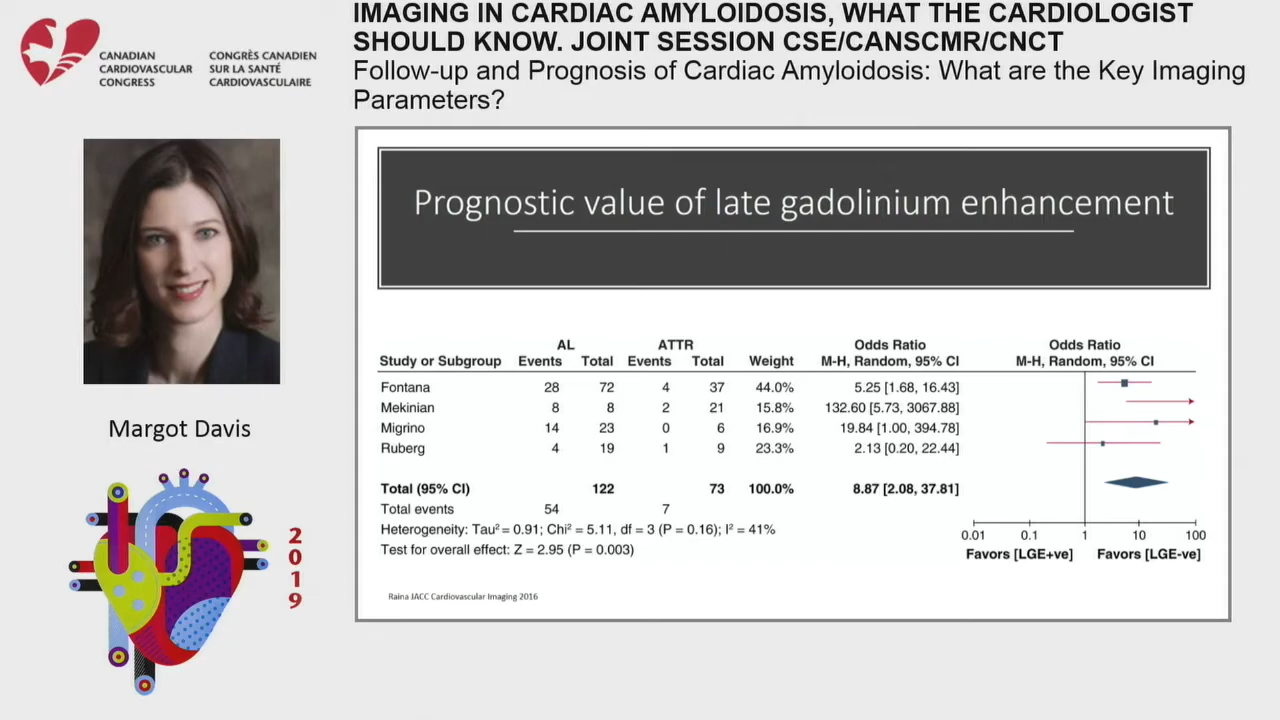 CANADIAN
CARDIOVASCULAR
CONGRESS
CONGRÈS CANADIEN
SUR LA SANTÉ
CARDIOVASCULAIRE
IMAGING IN CARDIAC AMYLOIDOSIS, WHAT THE CARDIOLOGIST
SHOULD KNOW. JOINT SESSION CSE/CANSCMR/CNCT
Follow-up and Prognosis of Cardiac Amyloidosis: What are the Key Imaging
Parameters?
Margot Davis
2019
Prognostic value of late gadolinium enhancement
AL ATTR Odds Ratio Odds Ratio
Study or Subgroup Events Total Events Total Weight M-H, Random, 95% CI M-H, Random, 95% CI
Fontana 28 72 4 37 44.0% 5.25 [1.68, 16.43]
Mekinian 8 8 2 21 15.8% 132.60 [5.73, 3067.88]
Migrino 14 23 0 6 16.9% 19.84 [1.00, 394.78]
Ruberg 4 19 1 9 23.3% 2.13 [0.20, 22.44]
Total (95% CI) 122 73 100.0% 8.87 [2.08, 37.81]
Total events 54 7
Heterogeneity: Tau² = 0.91; Chi² = 5.11, df = 3 (P = 0.16); I² = 41%
Test for overall effect: Z = 2.95 (P = 0.003)
0.01 0.1 1 10 100
Favors [LGE+ve] Favors [LGE-ve]
Raina JACC Cardiovascular Imaging 2016